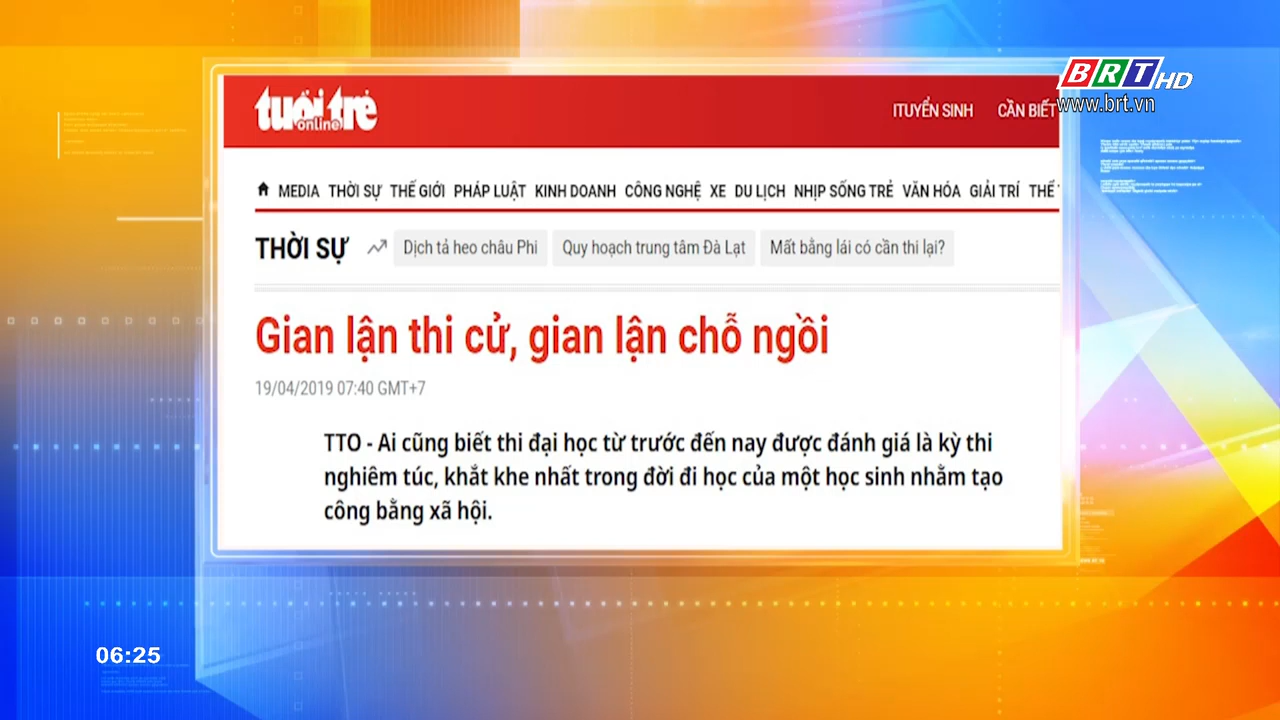 BRT HD
www.brt.vn
tuổi trẻ
online
TUYỂN SINH CẦN BIẾT
MEDIA THỜI SỰ THẾ GIỚI PHÁP LUẬT KINH DOANH CÔNG NGHỆ XE DU LỊCH NHỊP SỐNG TRẺ VĂN HÓA GIẢI TRÍ THỂ
THỜI SỰ Dịch tả heo châu Phi Quy hoạch trung tâm Đà Lạt Mất bằng lái có cần thi lại?
Gian lận thi cử, gian lận chỗ ngồi
19/04/2019 07:40 GMT+7
TTO - Ai cũng biết thi đại học từ trước đến nay được đánh giá là kỳ thi
nghiêm túc, khắt khe nhất trong đời đi học của một học sinh nhằm tạo
công bằng xã hội.
06:25